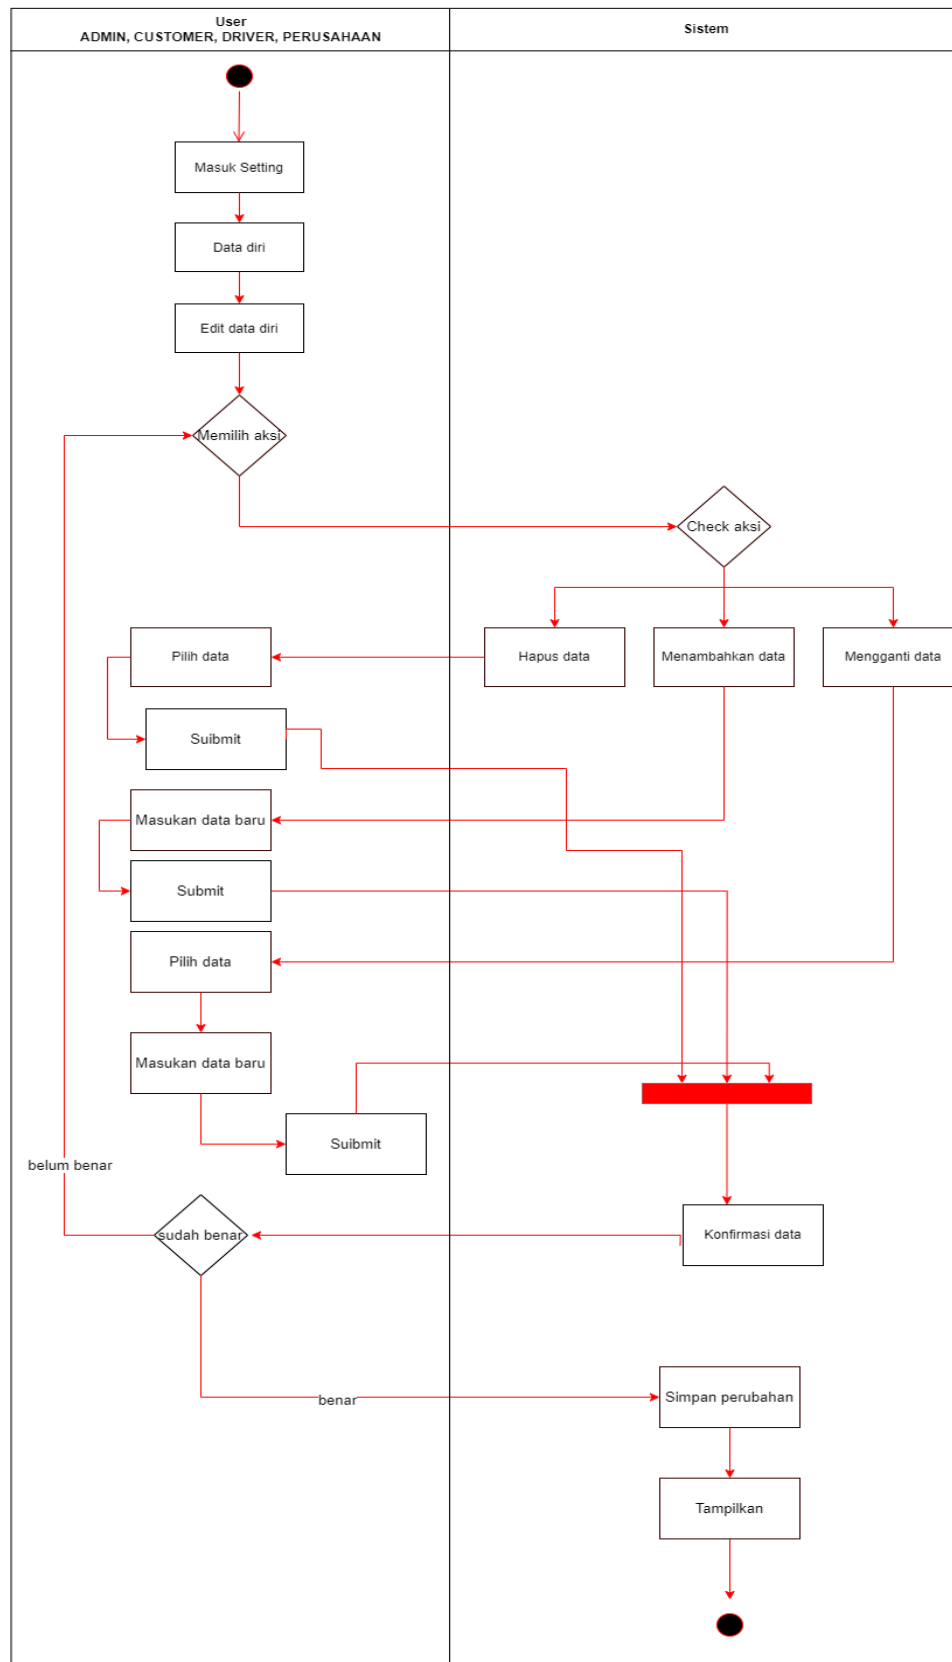 User
ADMIN, CUSTOMER, DRIVER, PERUSAHAAN
Sistem
Masuk Setting
Data diri
Edit data diri
Memilih aksi
Check aksi
Pilih data
Hapus data
Menambahkan data
Mengganti data
Suibmit
Masukan data baru
Submit
Pilih data
Masukan data baru
Suibmit
belum benar
sudah benar
Konfirmasi data
benar
Simpan perubahan
Tampilkan